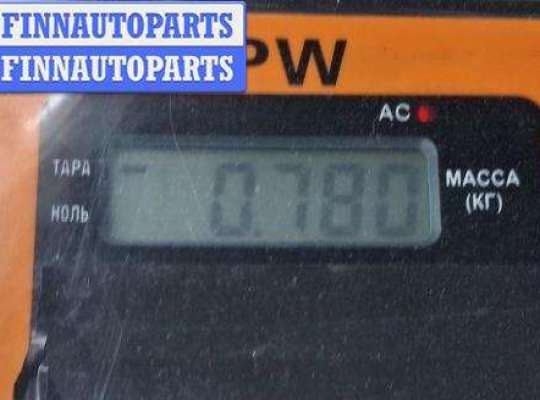 FINNAUTOPARTS
FINNAUTOPARTS
PW
AC
ТАРА
0.780
МАССА
(КГ)
НОЛЬ